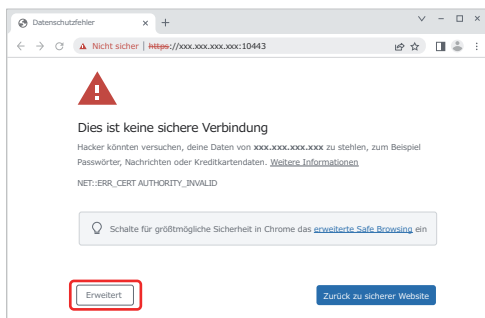 Datenschutzfehler
Nicht sicher | https://xxx.xxx.xxx.xxx:10443
Dies ist keine sichere Verbindung
Hacker könnten versuchen, deine Daten von xxx.xxx.xxx.xxx zu stehlen, zum Beispiel
Passwörter, Nachrichten oder Kreditkartendaten. Weitere Informationen
NET::ERR_CERT AUTHORITY_INVALID
Schalte für größtmögliche Sicherheit in Chrome das erweiterte Safe Browsing ein
Erweitert
Zurück zu sicherer Website